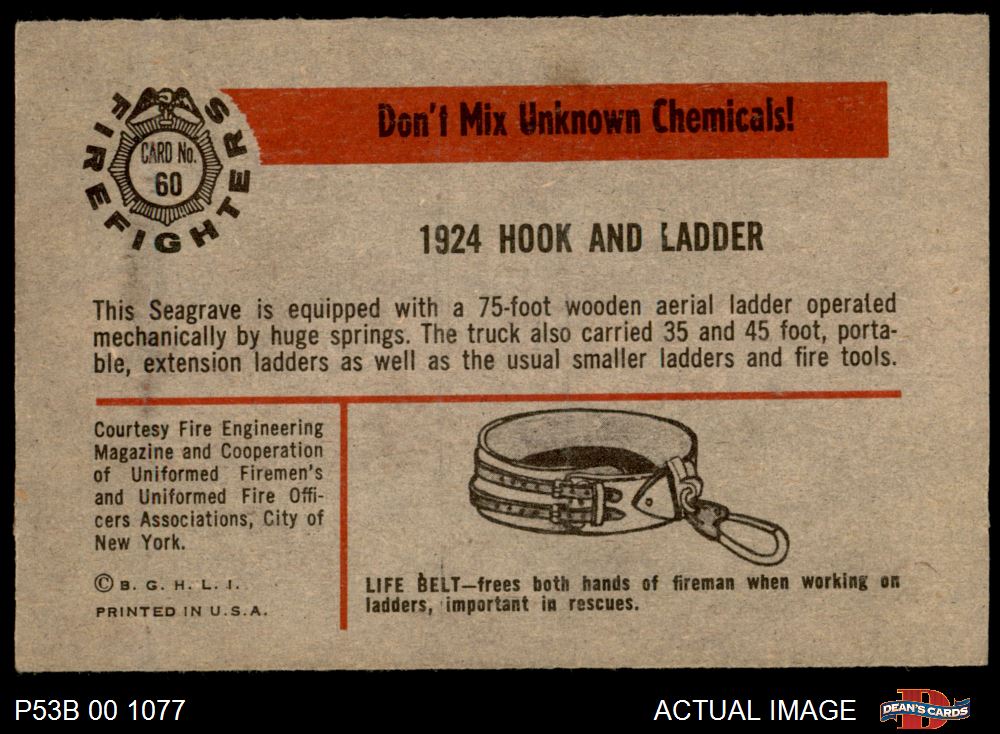 FIREFIGHTERS
CARD No.
60
Don't Mix Unknown Chemicals!
1924 HOOK AND LADDER
This Seagrave is equipped with a 75-foot wooden aerial ladder operated
mechanically by huge springs. The truck also carried 35 and 45 foot, porta-
ble, extension ladders as well as the usual smaller ladders and fire tools.
Courtesy Fire Engineering
Magazine and Cooperation
of Uniformed Firemen's
and Uniformed Fire Offi-
cers Associations, City of
New York.
© B. G. H. L. I.
PRINTED IN U.S.A.
LIFE BELT—frees both hands of fireman when working on
ladders, important in rescues.
P53B 00 1077
ACTUAL IMAGE
D
DEAN'S CARDS